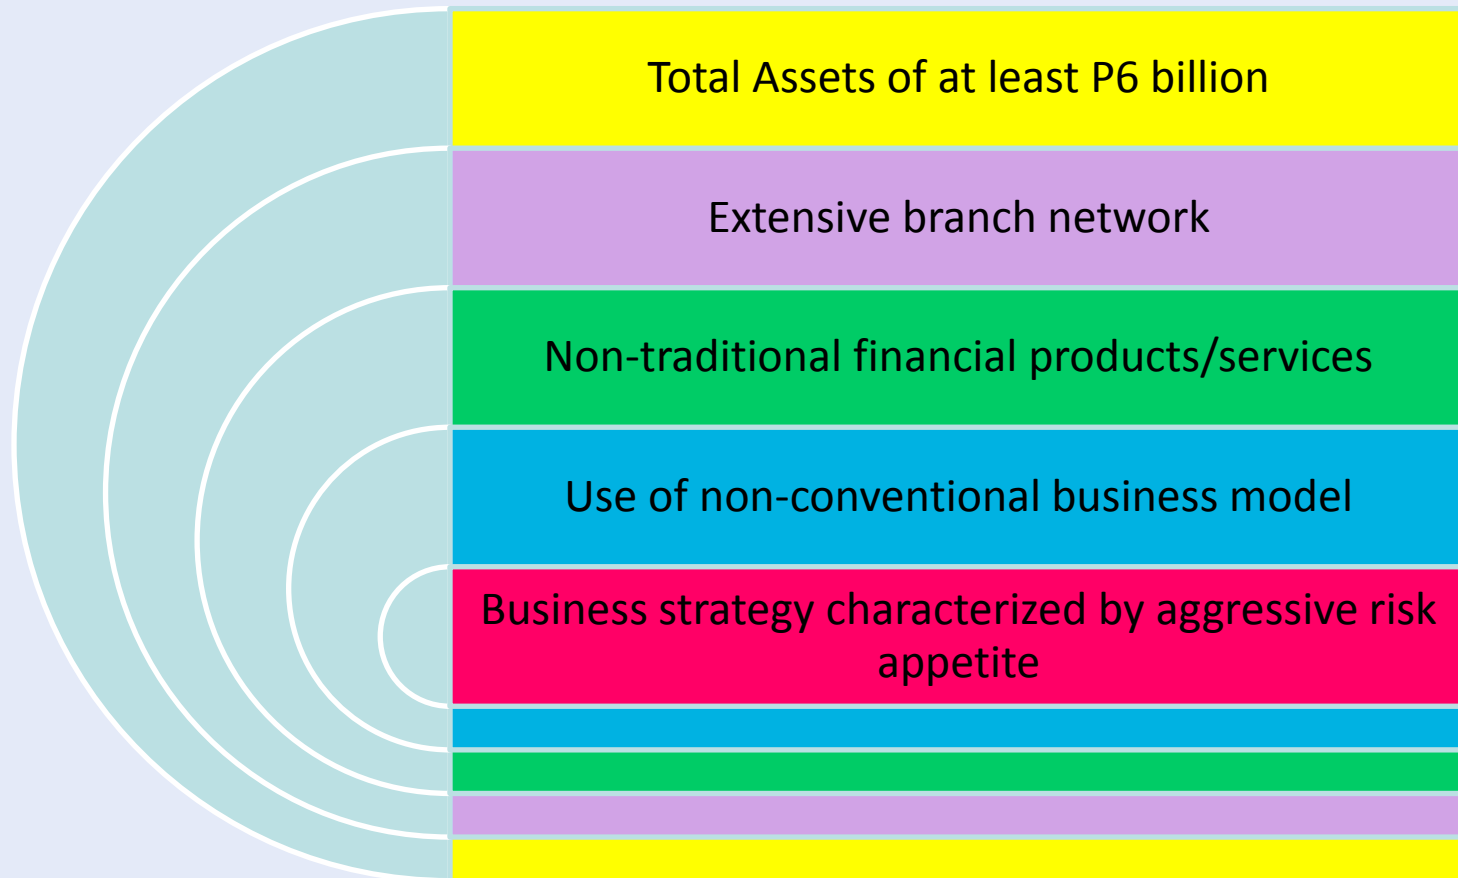 Total Assets of at least P6 billion
Extensive branch network
Non-traditional financial products/services
Use of non-conventional business model
Business strategy characterized by aggressive risk
appetite